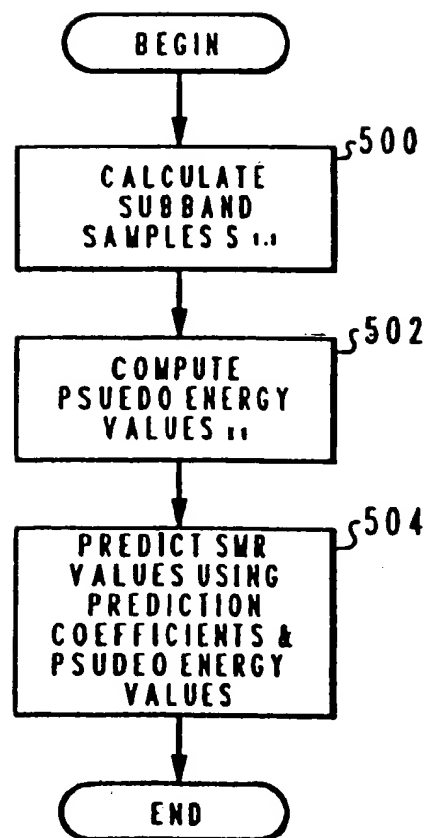 BEGIN
500
CALCULATE
SUBBAND
SAMPLES S
502
COMPUTE
PSUEDO ENERGY
VALUES
504
PREDICT SMR
VALUES USING
PREDICTION
COEFFICIENTS &
PSUDEO ENERGY
VALUES
END